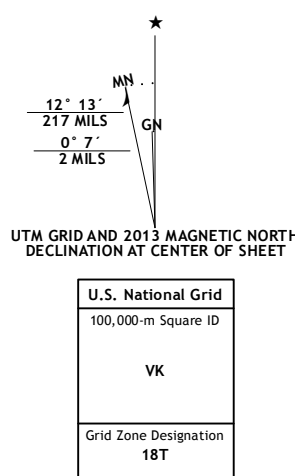 ★
MN
GN
12° 13´
217 MILS
0° 7´
2 MILS
UTM GRID AND 2013 MAGNETIC NORTH
DECLINATION AT CENTER OF SHEET
U.S. National Grid
100,000-m Square ID
VK
Grid Zone Designation
18T